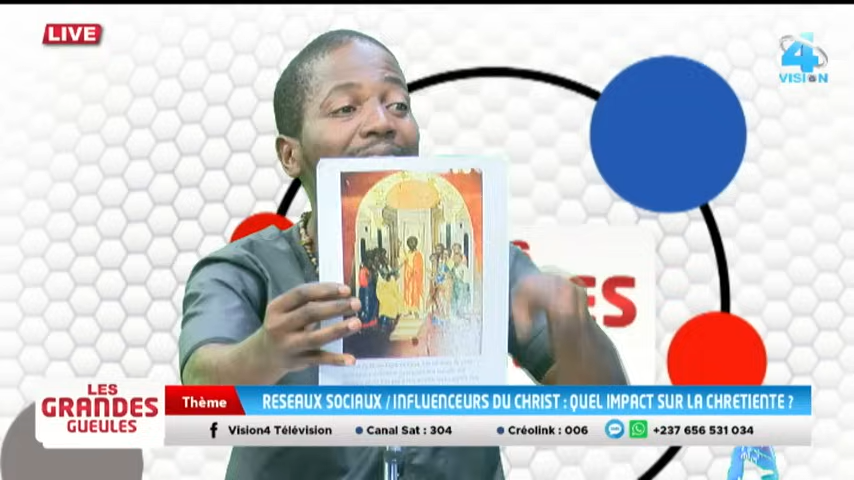 LIVE
4
VISION
ES
LES
GRANDES
GUEULES
Thème
RESEAUX SOCIAUX / INFLUENCEURS DU CHRIST : QUEL IMPACT SUR LA CHRETIENTE ?
Vision4 Télévision
Canal Sat : 304
Créolink : 006
+237 656 531 034